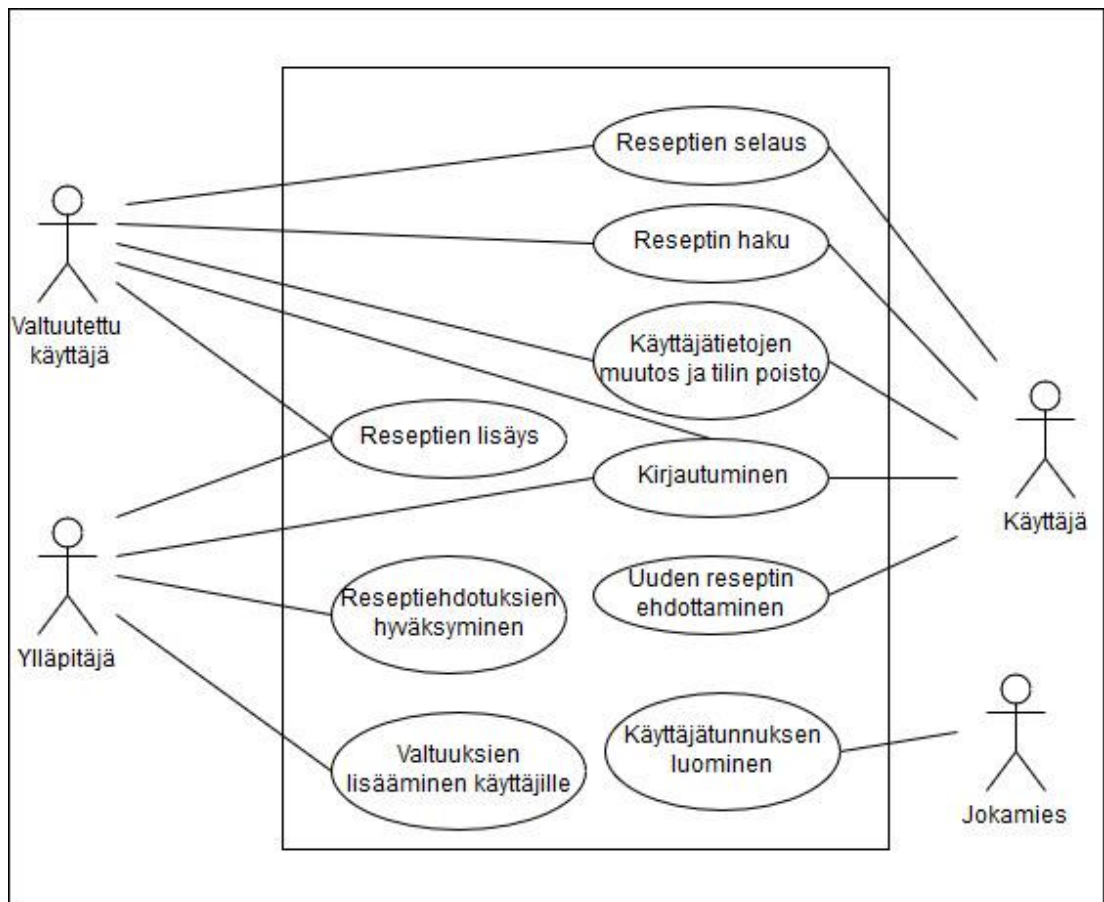 Reseptien selaus
Reseptin haku
Valtuutettu
käyttäjä
Käyttäjätietojen
muutos ja tilin poisto
Reseptien lisäys
Kirjautuminen
Käyttäjä
Uuden reseptin
ehdottaminen
Reseptiehdotuksien
hyväksyminen
Ylläpitäjä
Käyttäjätunnuksen
luominen
Valtuuksien
lisääminen käyttäjille
Jokamies